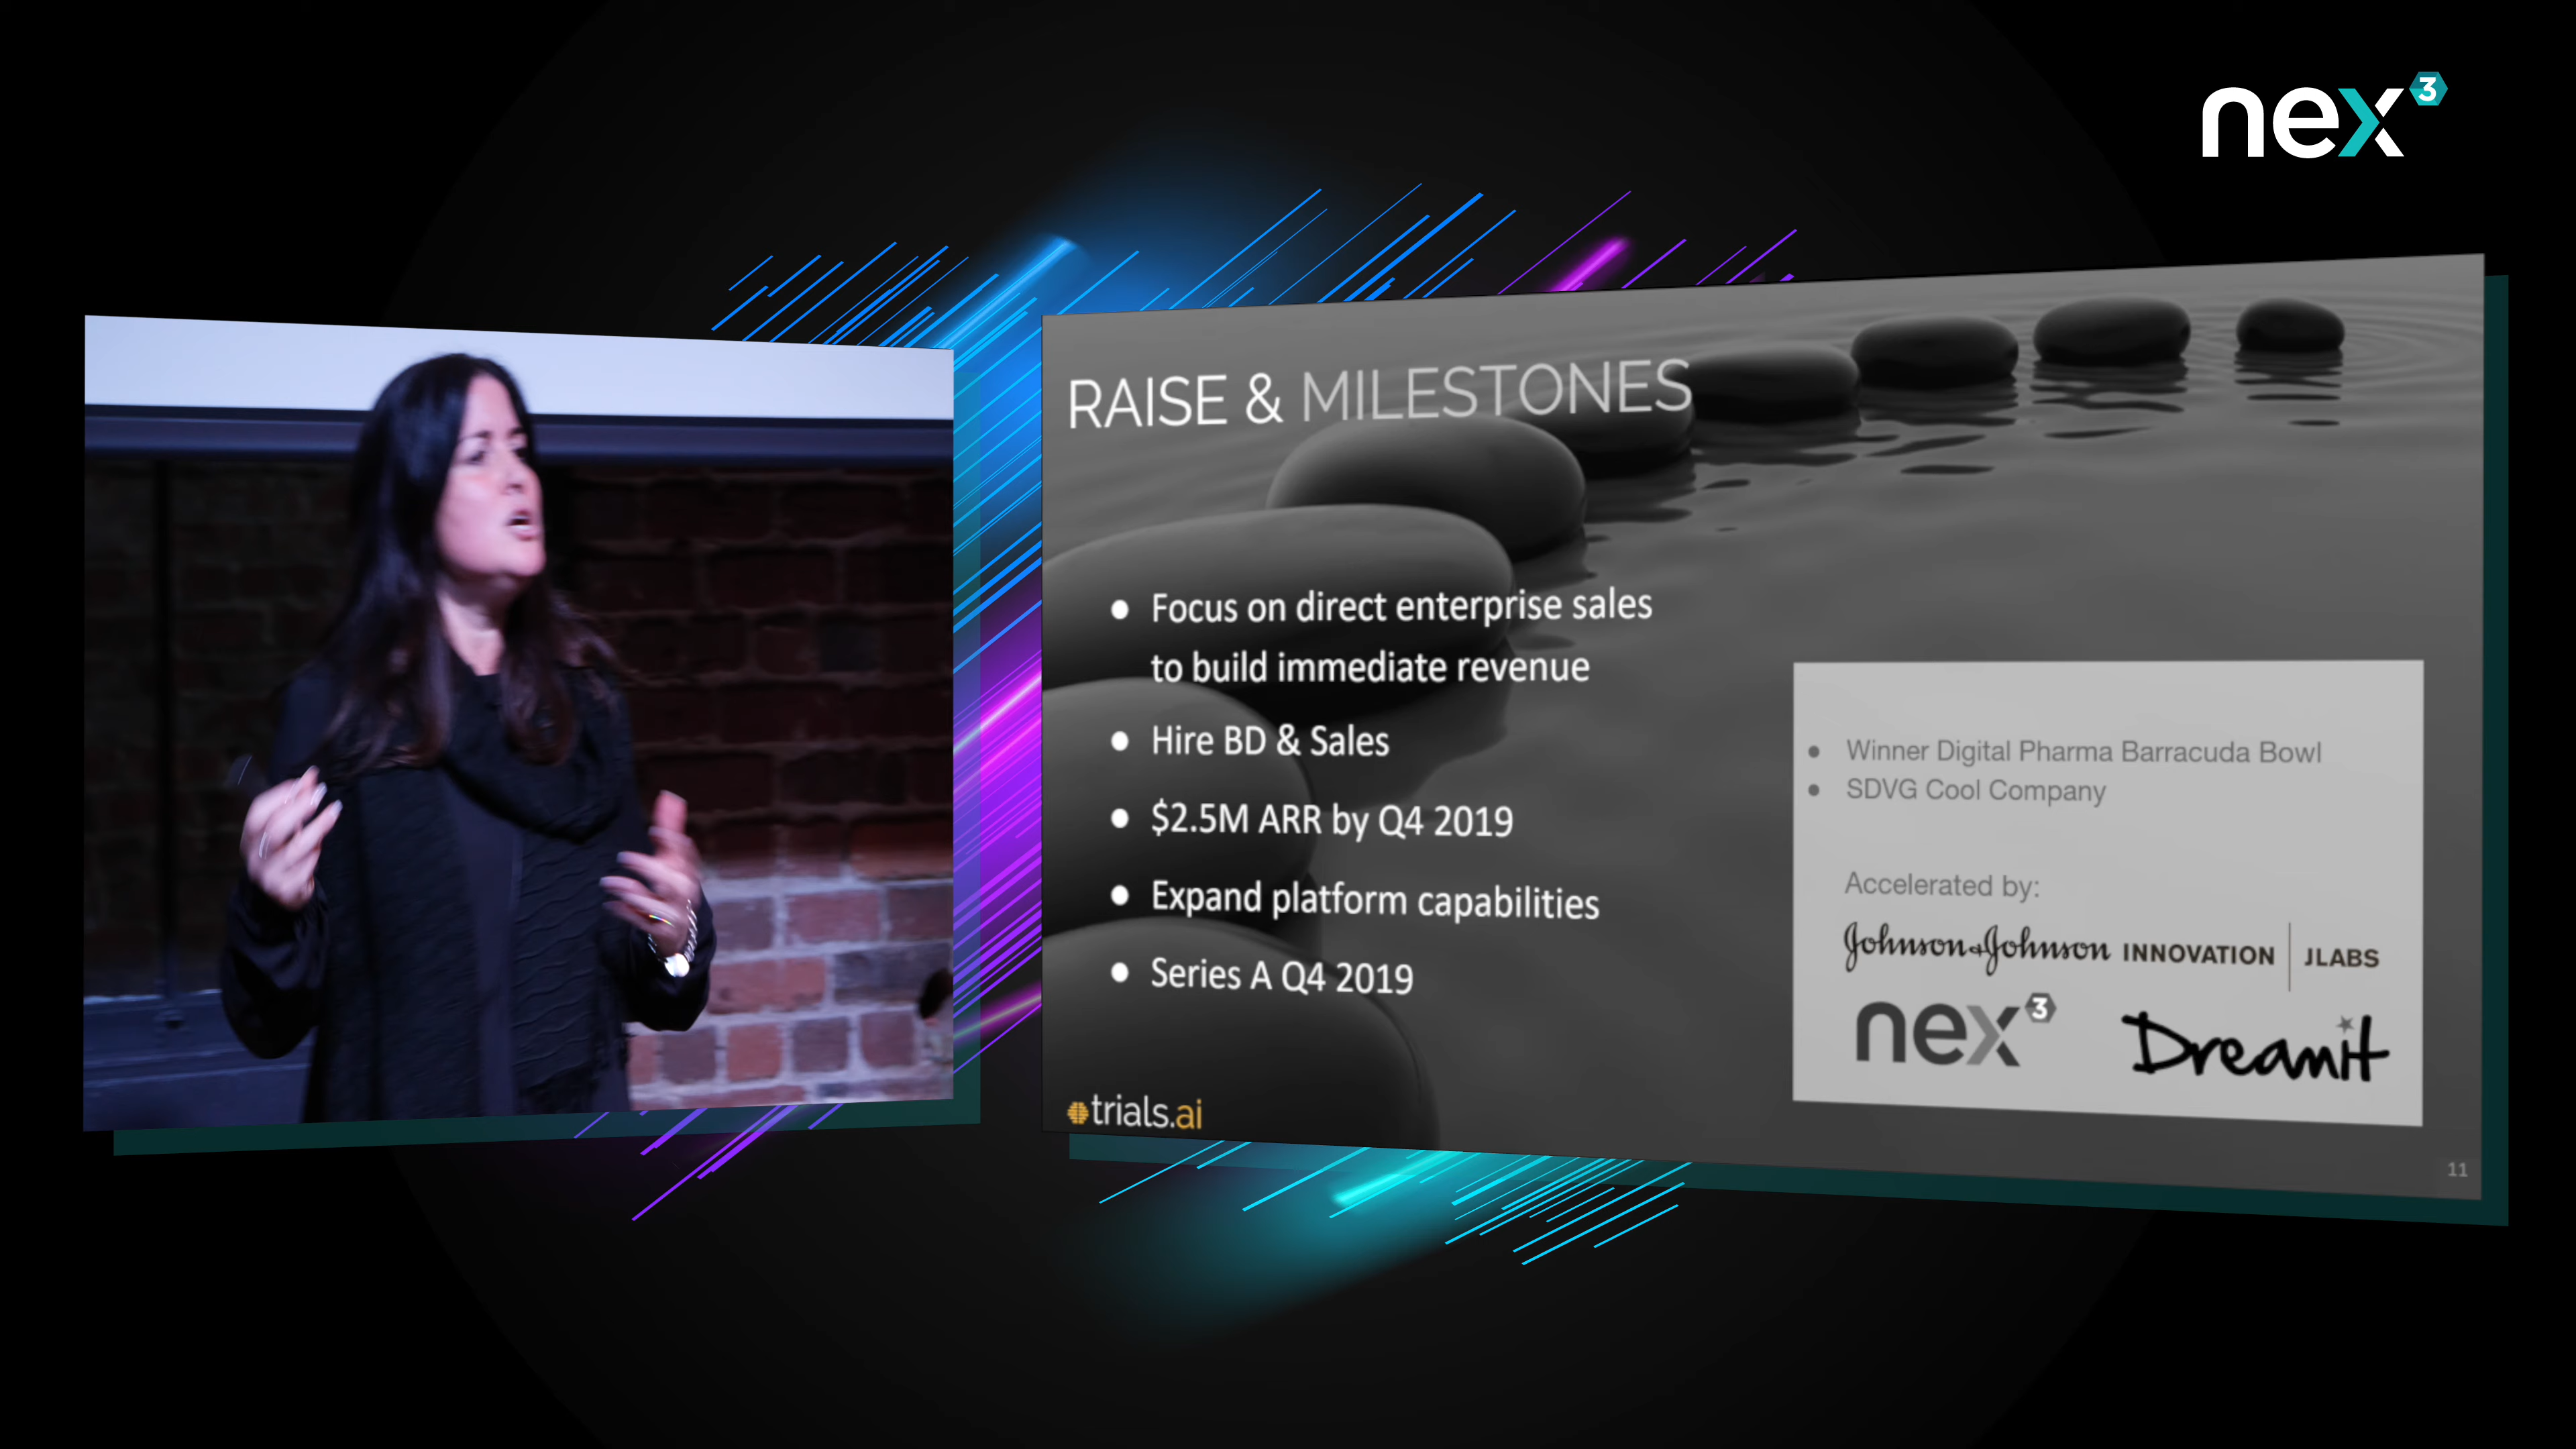 nex3
RAISE & MILESTONES
● Focus on direct enterprise sales
to build immediate revenue
● Hire BD & Sales
● $2.5M ARR by Q4 2019
● Expand platform capabilities
● Series A Q4 2019
● Winner Digital Pharma Barracuda Bowl
● SDVG Cool Company
Accelerated by:
Johnson & Johnson INNOVATION | JLABS
nex3
Dreamit
trials.ai
11